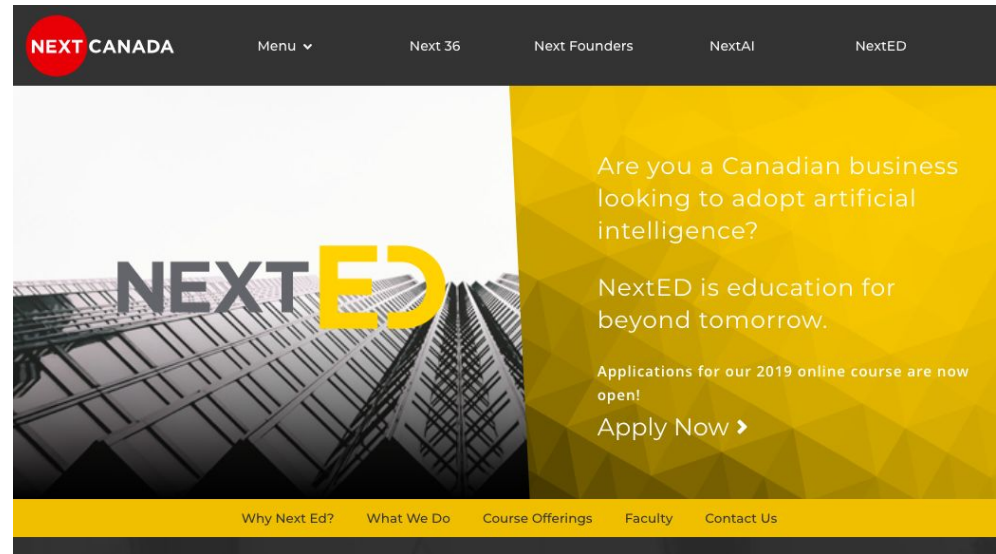 NEXT CANADA
Menu
Next 36
Next Founders
NextAI
NextED
NEXTED
Are you a Canadian business
looking to adopt artificial
intelligence?
NextED is education for
beyond tomorrow.
Applications for our 2019 online course are now
open!
Apply Now
Why Next Ed?
What We Do
Course Offerings
Faculty
Contact Us